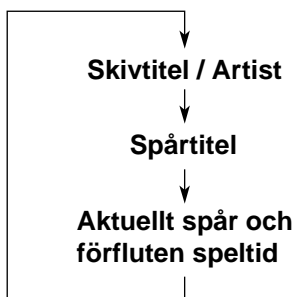 Skivtitel / Artist
Spårtitel
Aktuellt spår och
förfluten speltid